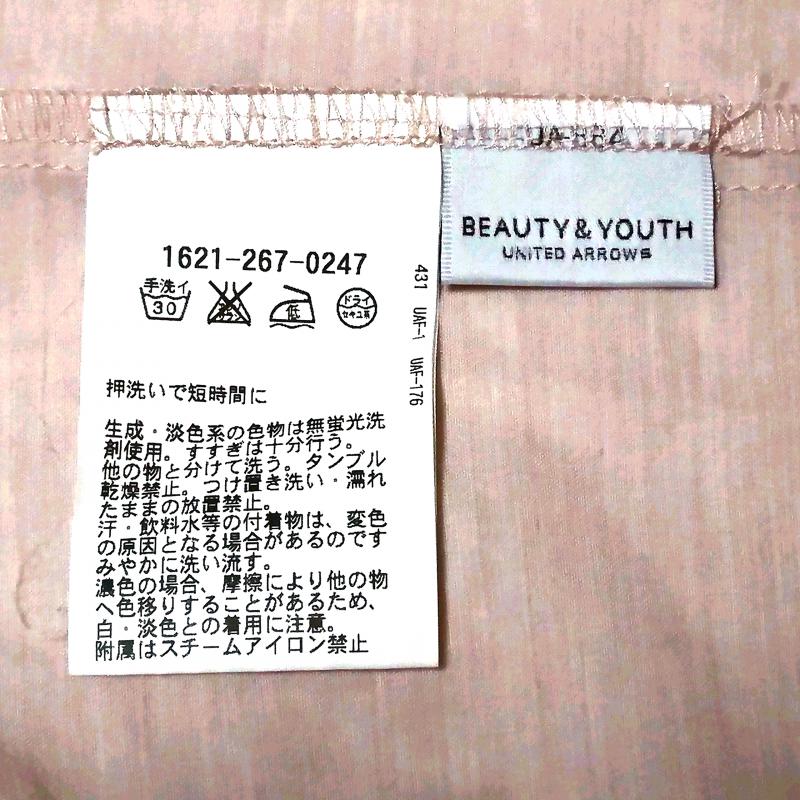 1621-267-0247
手洗イ
30
低
ドライ
セキユ系
押洗いで短時間に
生成・淡色系の色物は無蛍光洗
剤使用。すすぎは十分行う。
他の物と分けて洗う。タンブル
乾燥禁止。つけ置き洗い・濡れ
たままの放置禁止。
汗・飲料水等の付着物は、変色
の原因となる場合があるのです
みやかに洗い流す。
濃色の場合、摩擦により他の物
へ色移りすることがあるため、
白・淡色との着用に注意。
附属はスチームアイロン禁止
431 UAF-1 UAF-176
BEAUTY&YOUTH
UNITED ARROWS